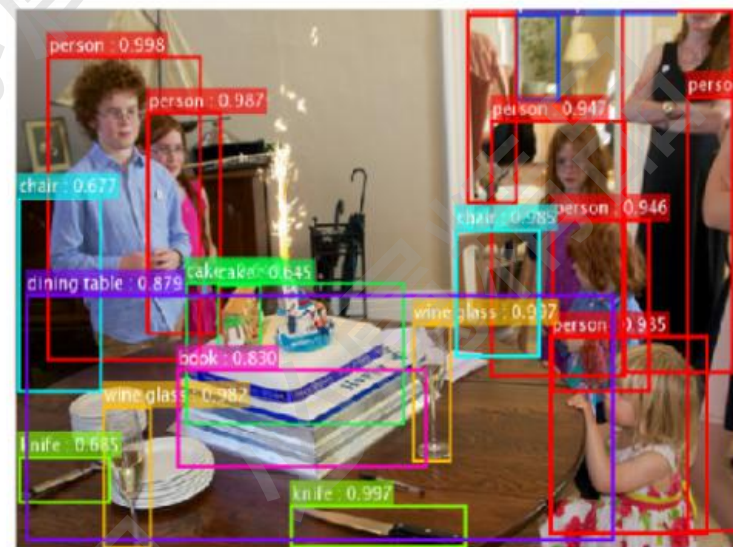 person : 0.998
person : 0.987
person : 0.947
perso
chair : 0.677
chair : 0.985
person : 0.946
dining table : 0.879
cake : 0.645
wine glass : 0.997
person : 0.935
book : 0.830
wine glass : 0.982
knife : 0.685
knife : 0.997